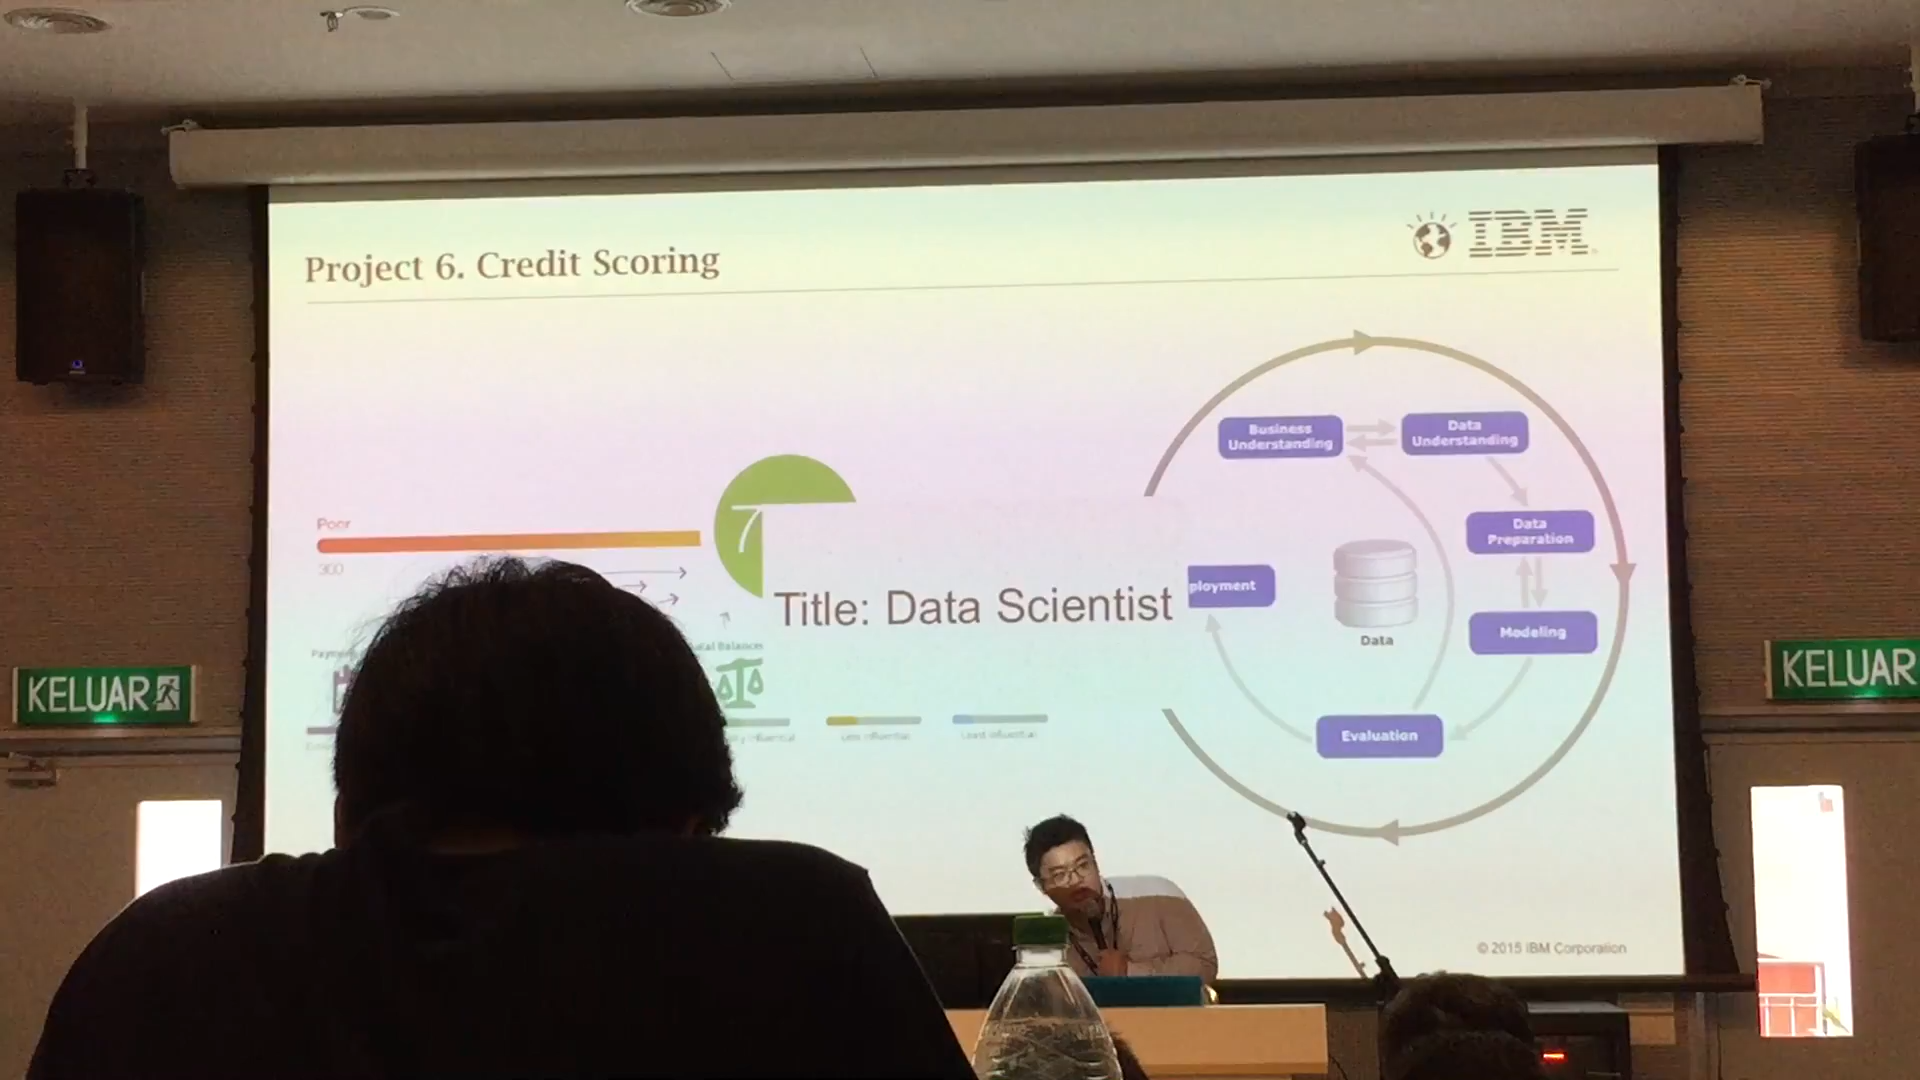 Project 6. Credit Scoring
IBM
Business
Understanding
Data
Understanding
Poor
300
7
Data
Preparation
ployment
Title: Data Scientist
Modeling
Data
Evaluation
KELUAR
KELUAR
© 2015 IBM Corporation